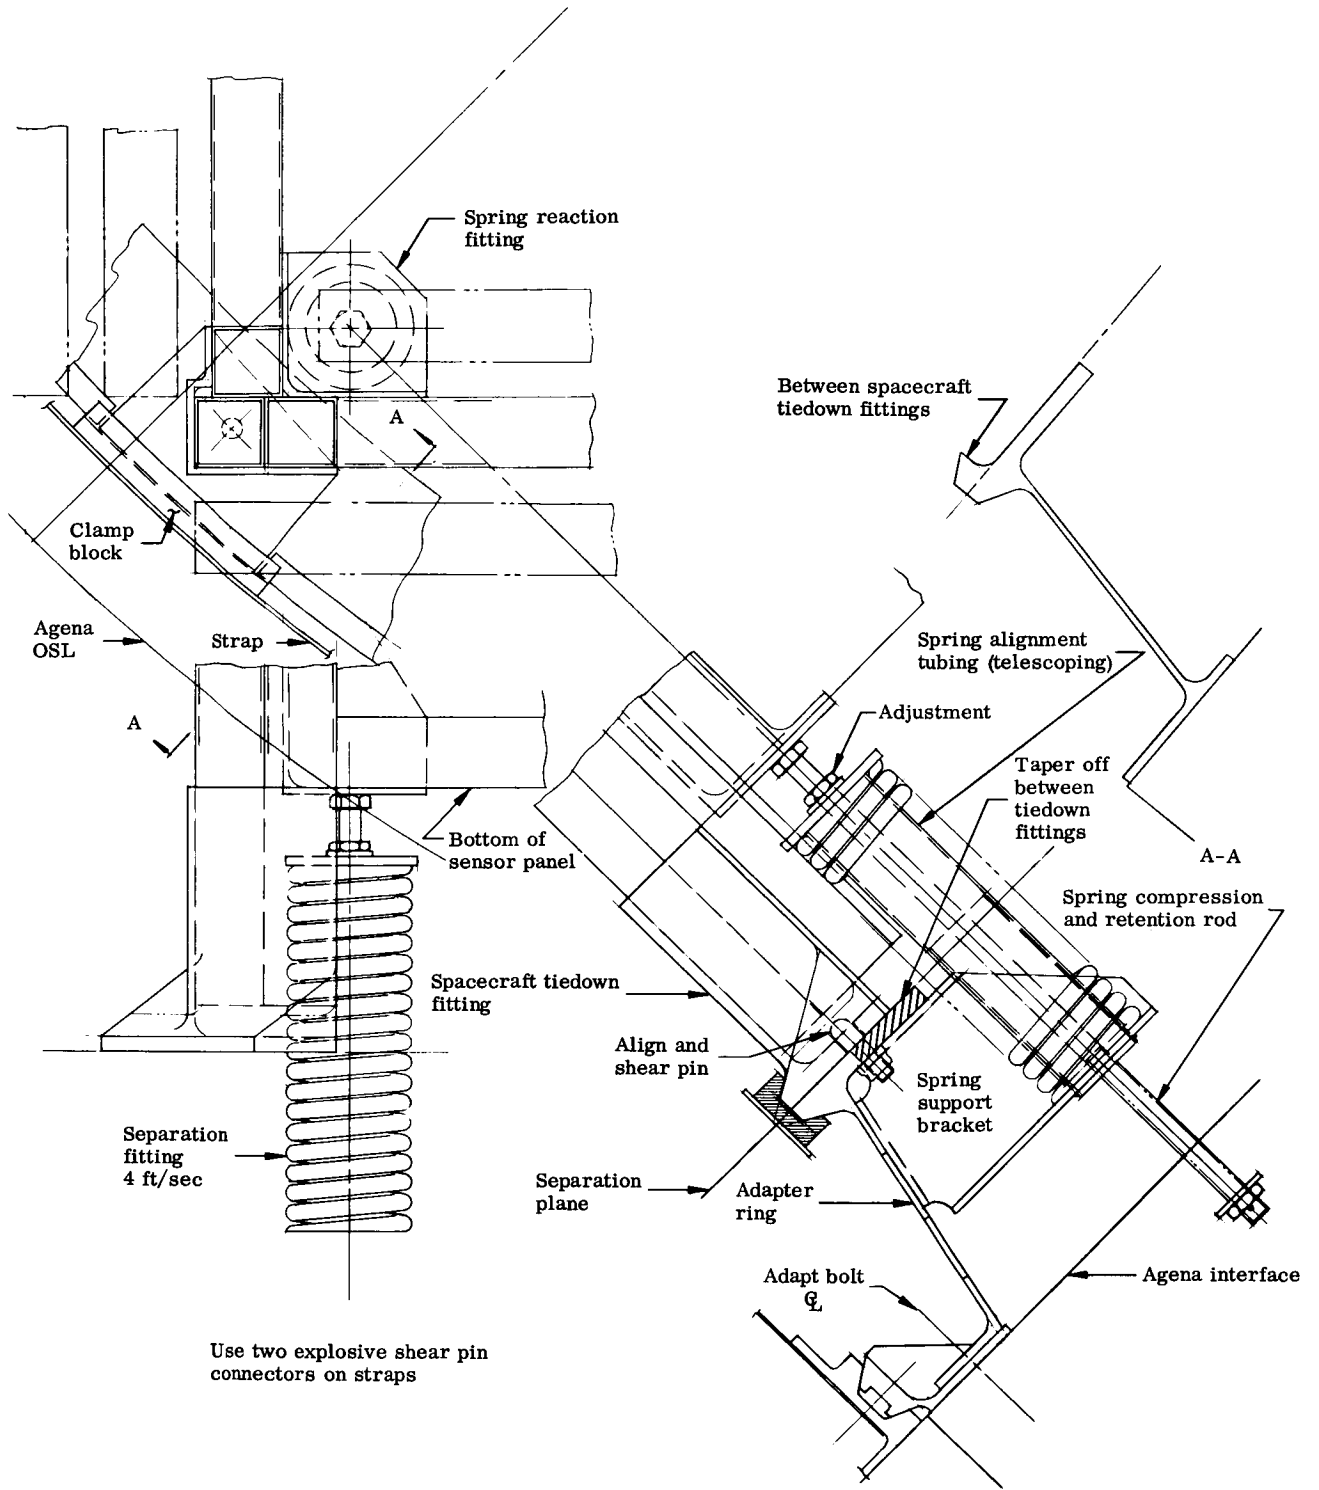 Spring reaction
fitting
A
Between spacecraft
tiedown fittings
Clamp
block
Agena
OSL
Strap
Spring alignment
tubing (telescoping)
A
Adjustment
Taper off
between
tiedown
fittings
Bottom of
sensor panel
A-A
Spring compression
and retention rod
Spacecraft tiedown
fitting
Align and
shear pin
Spring
support
bracket
Separation
fitting
4 ft/sec
Separation
plane
Adapter
ring
Adapt bolt
℄
Agena interface
Use two explosive shear pin
connectors on straps